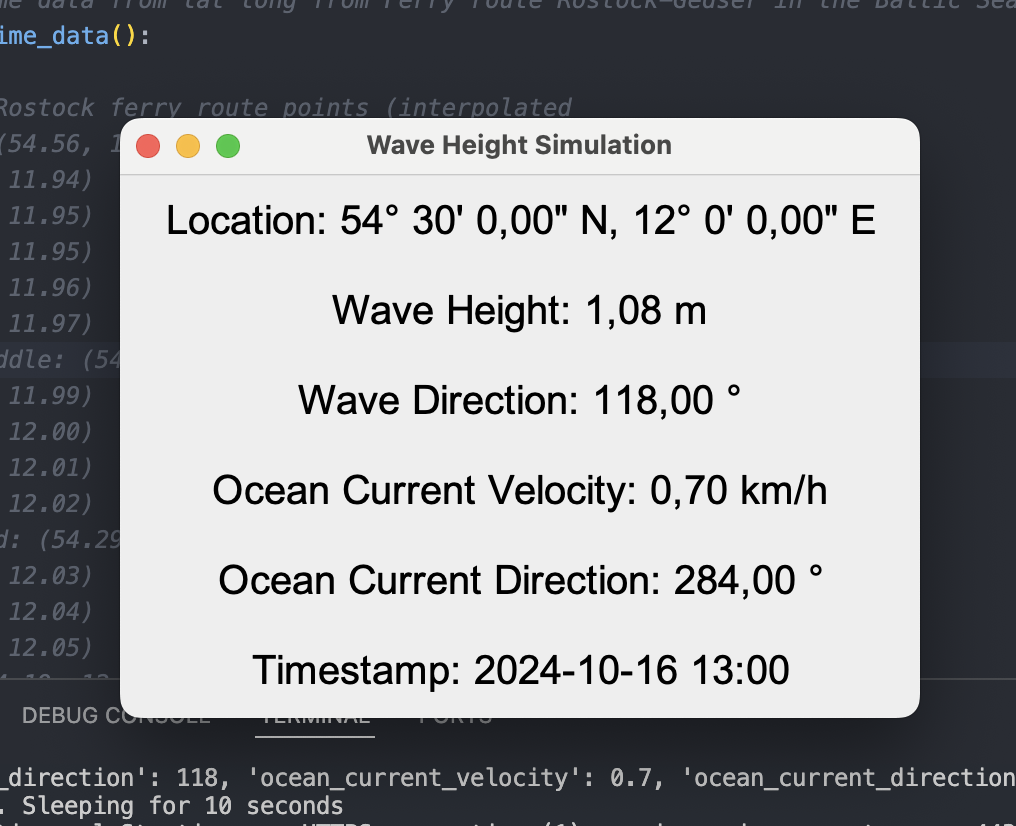 me data from lat long from Ferry route Rostock-Gedser in the Baltic Sea
ime_data():
Rostock ferry route points (interpolated
(54.56, 1
Wave Height Simulation
11.94)
11.95)
Location: 54° 30' 0,00" N, 12° 0' 0,00" E
11.95)
11.96)
Wave Height: 1,08 m
11.97)
ddle: (54
11.99)
Wave Direction: 118,00 °
12.00)
12.01)
Ocean Current Velocity: 0,70 km/h
12.02)
d: (54.29
12.03)
Ocean Current Direction: 284,00 °
12.04)
12.05)
Timestamp: 2024-10-16 13:00
DEBUG CONSOLE TERMINAL PORTS
_direction': 118, 'ocean_current_velocity': 0.7, 'ocean_current_direction
. Sleeping for 10 seconds